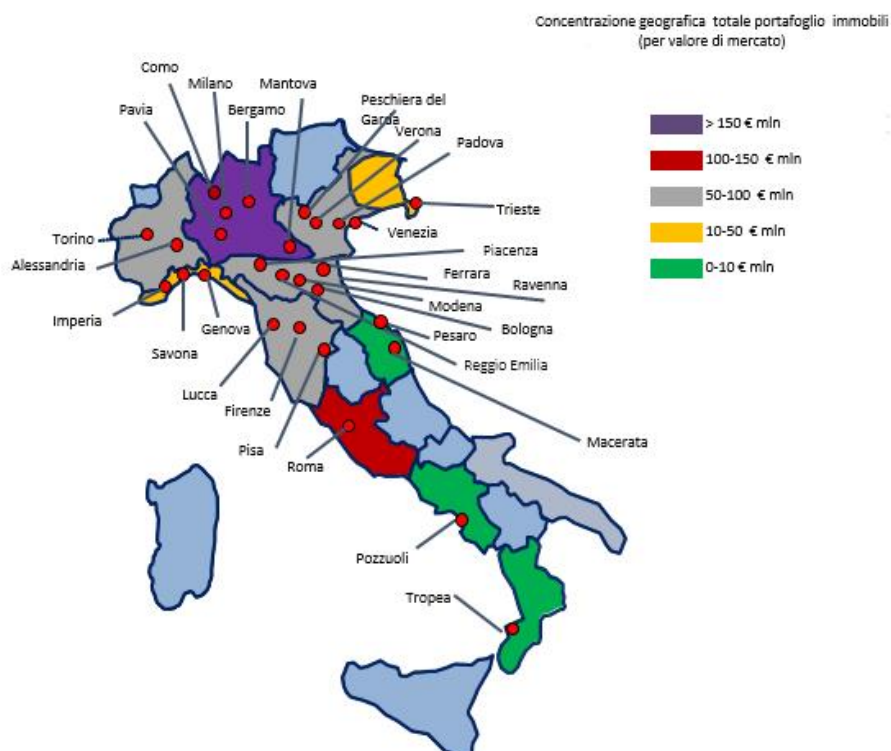 Concentrazione geografica totale portafoglio immobili
(per valore di mercato)
> 150 € mln
100-150 € mln
50-100 € mln
10-50 € mln
0-10 € mln
Como
Milano
Mantova
Pavia
Bergamo
Peschiera del
Garda
Verona
Padova
Trieste
Venezia
Torino
Alessandria
Piacenza
Ferrara
Ravenna
Modena
Bologna
Imperia
Genova
Pesaro
Savona
Reggio Emilia
Lucca
Firenze
Pisa
Macerata
Roma
Pozzuoli
Tropea